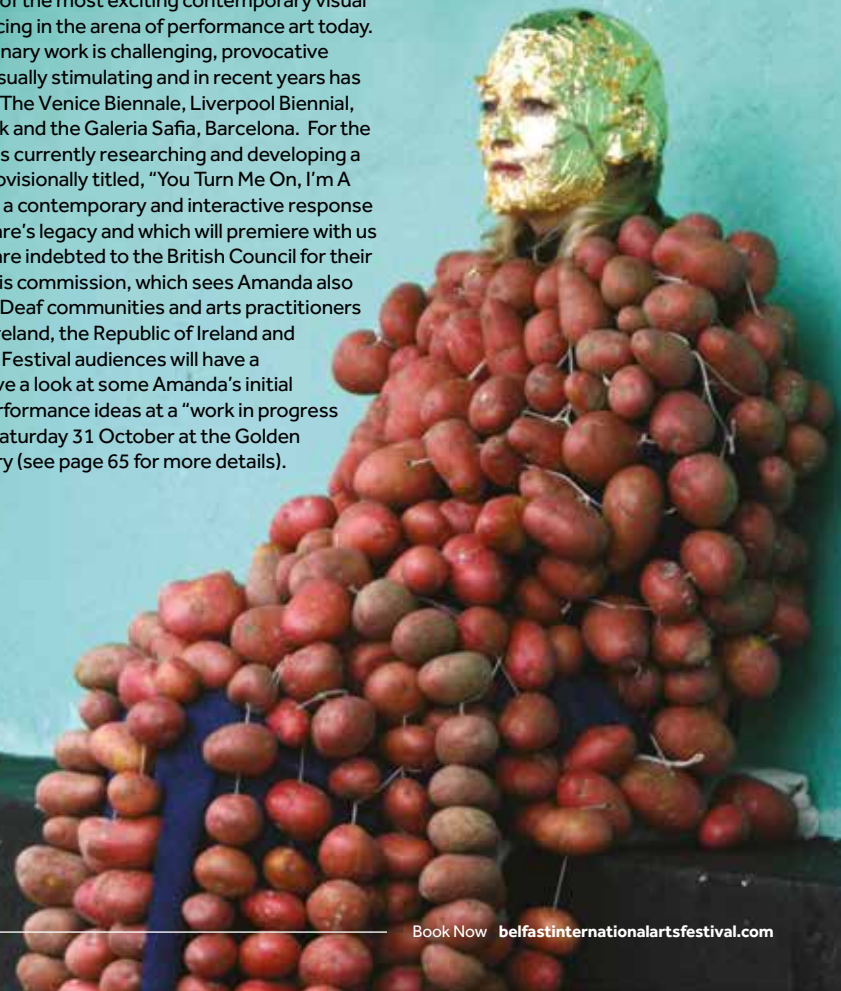 of the most exciting contemporary visual
cing in the arena of performance art today.
nary work is challenging, provocative
sually stimulating and in recent years has
The Venice Biennale, Liverpool Biennial,
k and the Galeria Safia, Barcelona. For the
s currently researching and developing a
ovisionally titled, “You Turn Me On, I’m A
a contemporary and interactive response
are’s legacy and which will premiere with us
are indebted to the British Council for their
is commission, which sees Amanda also
Deaf communities and arts practitioners
reland, the Republic of Ireland and
Festival audiences will have a
ve a look at some Amanda’s initial
rformance ideas at a “work in progress
aturday 31 October at the Golden
ry (see page 65 for more details).
Book Now belfastinternationalartsfestival.com